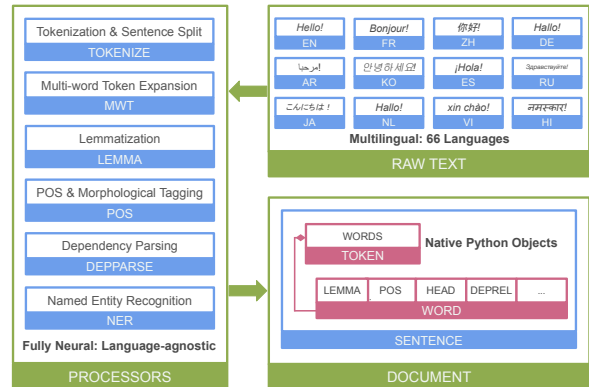 Tokenization & Sentence Split
TOKENIZE
Multi-word Token Expansion
MWT
Lemmatization
LEMMA
POS & Morphological Tagging
POS
Dependency Parsing
DEPPARSE
Named Entity Recognition
NER
Fully Neural: Language-agnostic
PROCESSORS
Hello! Bonjour! 你好! Hallo!
EN FR ZH DE
مرحبا! 안녕하세요! ¡Hola! Здравствуйте!
AR KO ES RU
こんにちは! Hallo! xin chào! नमस्कार!
JA NL VI HI
Multilingual: 66 Languages
RAW TEXT
WORDS
TOKEN
Native Python Objects
LEMMA POS HEAD DEPREL ...
WORD
SENTENCE
DOCUMENT